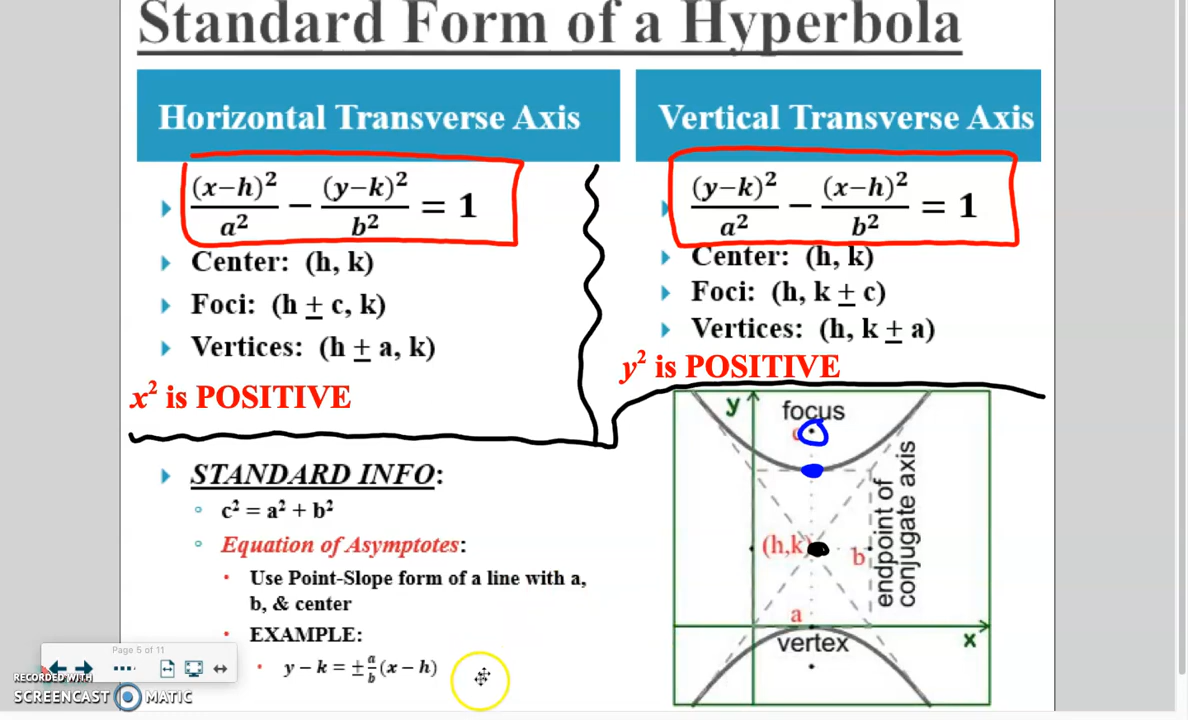 Standard Form of a Hyperbola
Horizontal Transverse Axis
(x−h)²/a² − (y−k)²/b² = 1
Center: (h, k)
Foci: (h ± c, k)
Vertices: (h ± a, k)
x² is POSITIVE
Vertical Transverse Axis
(y−k)²/a² − (x−h)²/b² = 1
Center: (h, k)
Foci: (h, k ± c)
Vertices: (h, k ± a)
y² is POSITIVE
STANDARD INFO:
c² = a² + b²
Equation of Asymptotes:
Use Point-Slope form of a line with a,
b, & center
EXAMPLE:
y − k = ± a/b (x − h)
y
focus
(h,k)
b
endpoint of
conjugate axis
a
x
vertex
Page 5 of 11
RECORDED WITH
SCREENCAST MATIC